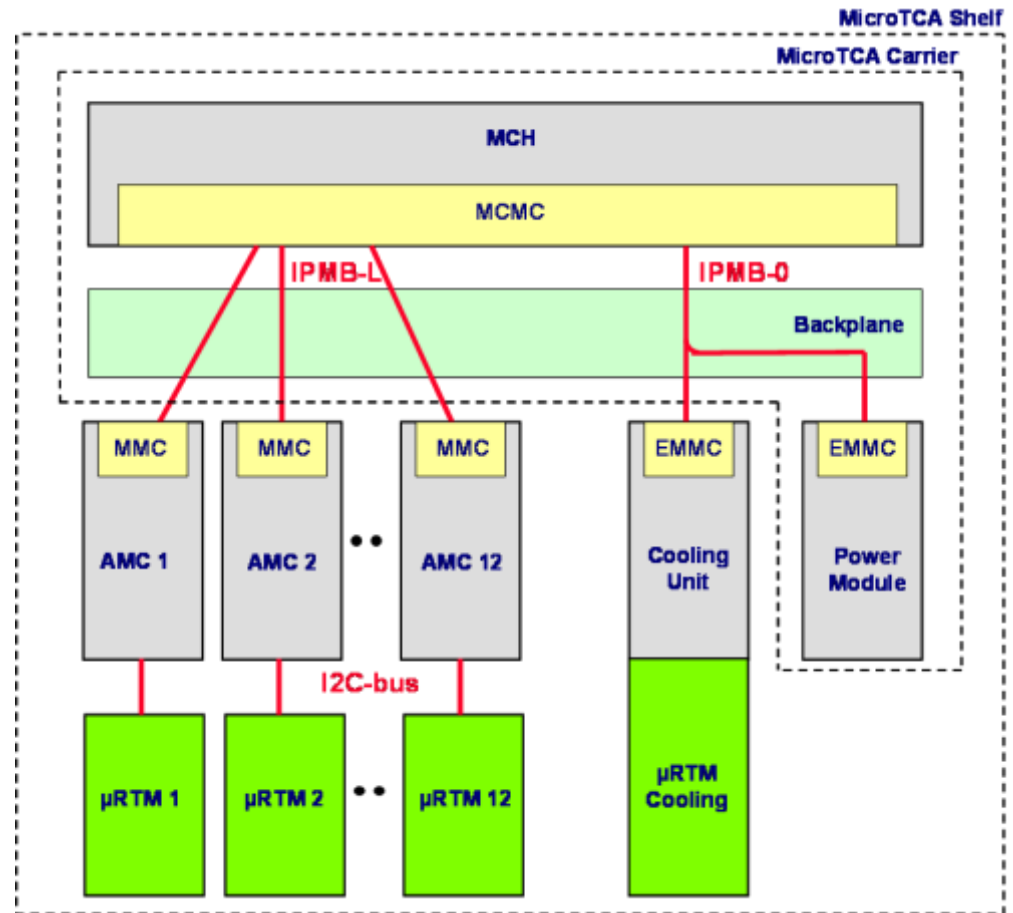 MicroTCA Shelf
MicroTCA Carrier
MCH
MCMC
IPMB-L
IPMB-0
Backplane
MMC
MMC
MMC
EMMC
EMMC
AMC 1
AMC 2
AMC 12
Cooling
Unit
Power
Module
I2C-bus
µRTM 1
µRTM 2
µRTM 12
µRTM
Cooling